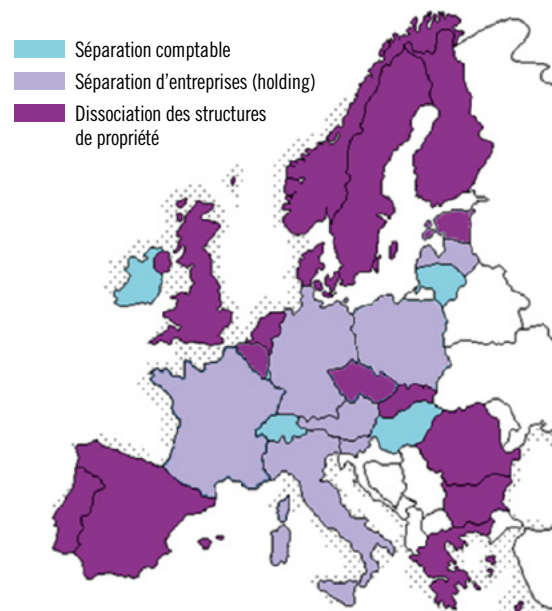 Séparation comptable
Séparation d'entreprises (holding)
Dissociation des structures
de propriété